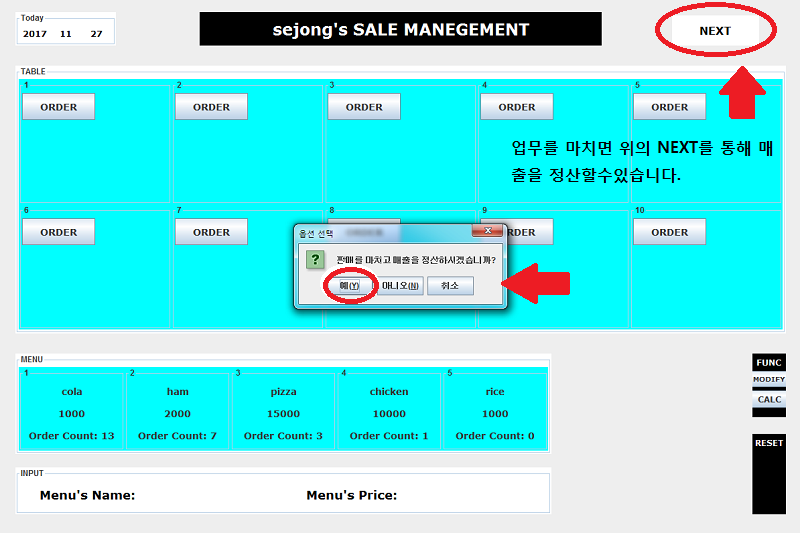 Today
2017 11 27
sejong's SALE MANEGEMENT
NEXT
TABLE
1 2 3 4 5
ORDER ORDER ORDER ORDER ORDER
업무를 마치면 위의 NEXT를 통해 매
출을 정산할수있습니다.
6 7 8 9 10
ORDER ORDER ORDER ORDER
옵션 선택
판매를 마치고 매출을 정산하시겠습니까?
예(Y) 아니오(N) 취소
MENU
1 2 3 4 5
cola ham pizza chicken rice
1000 2000 15000 10000 1000
Order Count: 13 Order Count: 7 Order Count: 3 Order Count: 1 Order Count: 0
FUNC
MODIFY
CALC
RESET
INPUT
Menu's Name: Menu's Price: